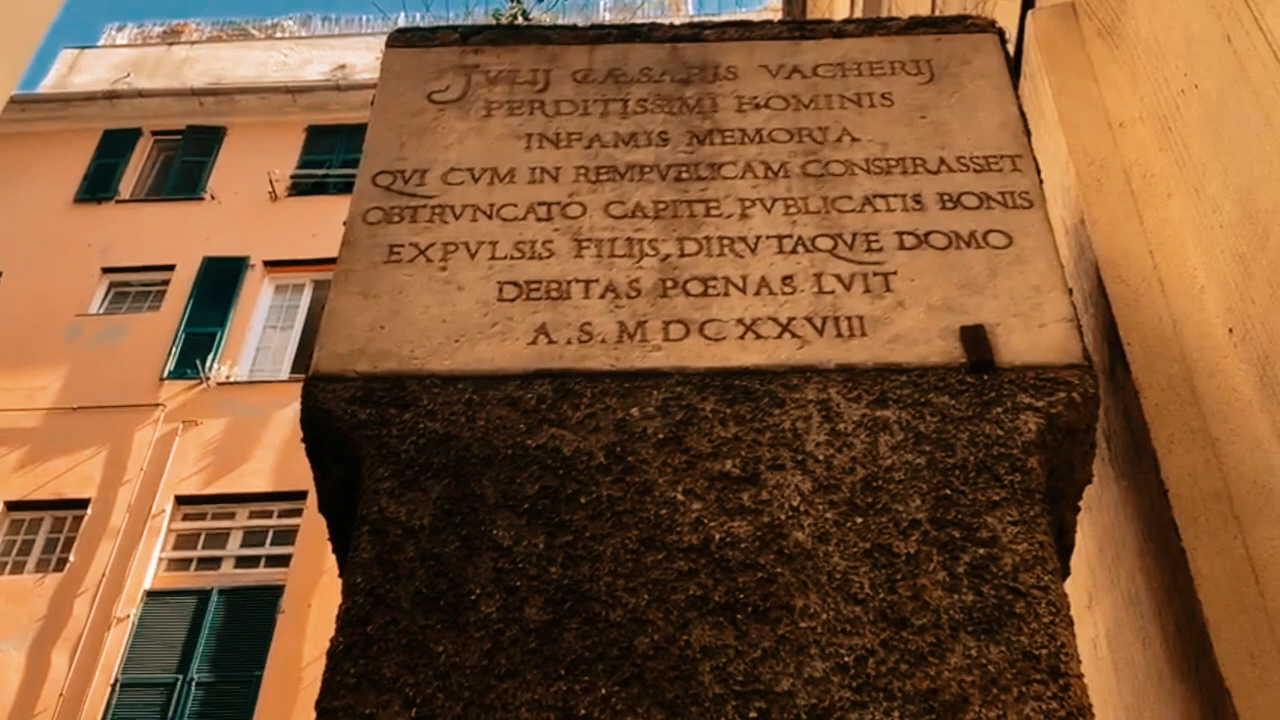 JVLIJ CÆSARIS VACHERIJ
PERDITISSIMI HOMINIS
INFAMIS MEMORIA
QVI CVM IN REMPVBLICAM CONSPIRASSET
OBTRVNCATO CAPITE, PVBLICATIS BONIS
EXPVLSIS FILIJS, DIRVTAQVE DOMO
DEBITAS PŒNAS LVIT
A.S. MDCXXVIII